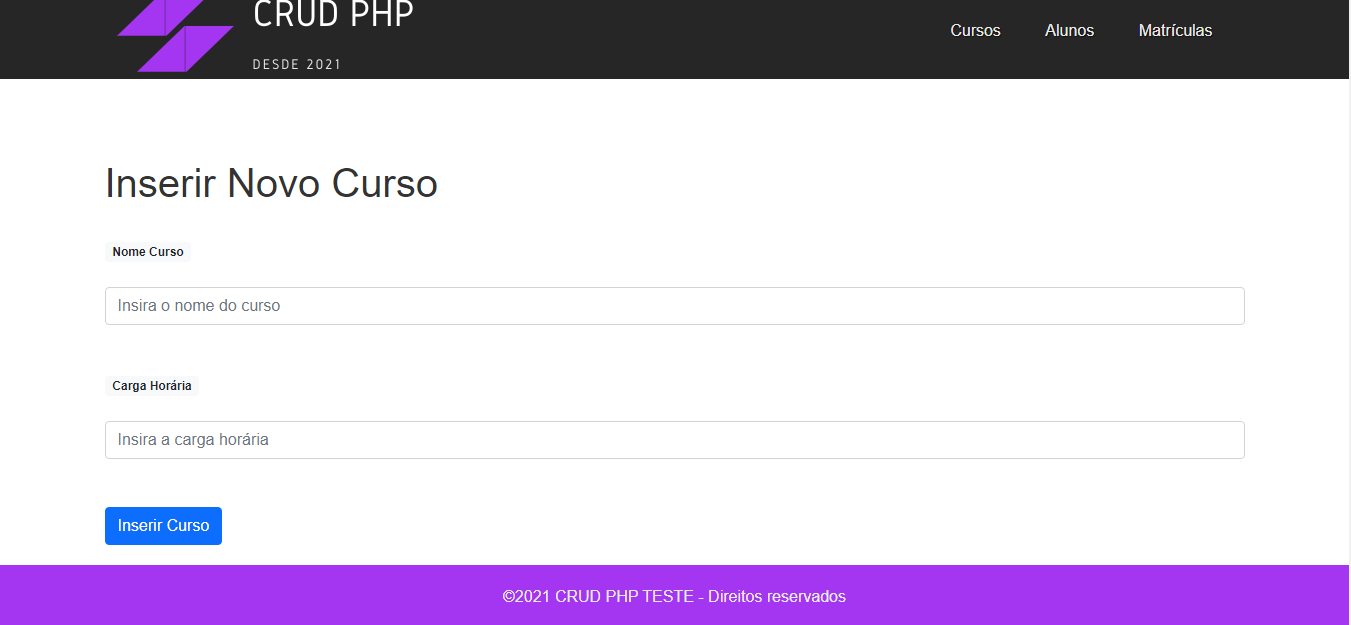 CRUD PHP
DESDE 2021
Cursos Alunos Matrículas
Inserir Novo Curso
Nome Curso
Insira o nome do curso
Carga Horária
Insira a carga horária
Inserir Curso
©2021 CRUD PHP TESTE - Direitos reservados